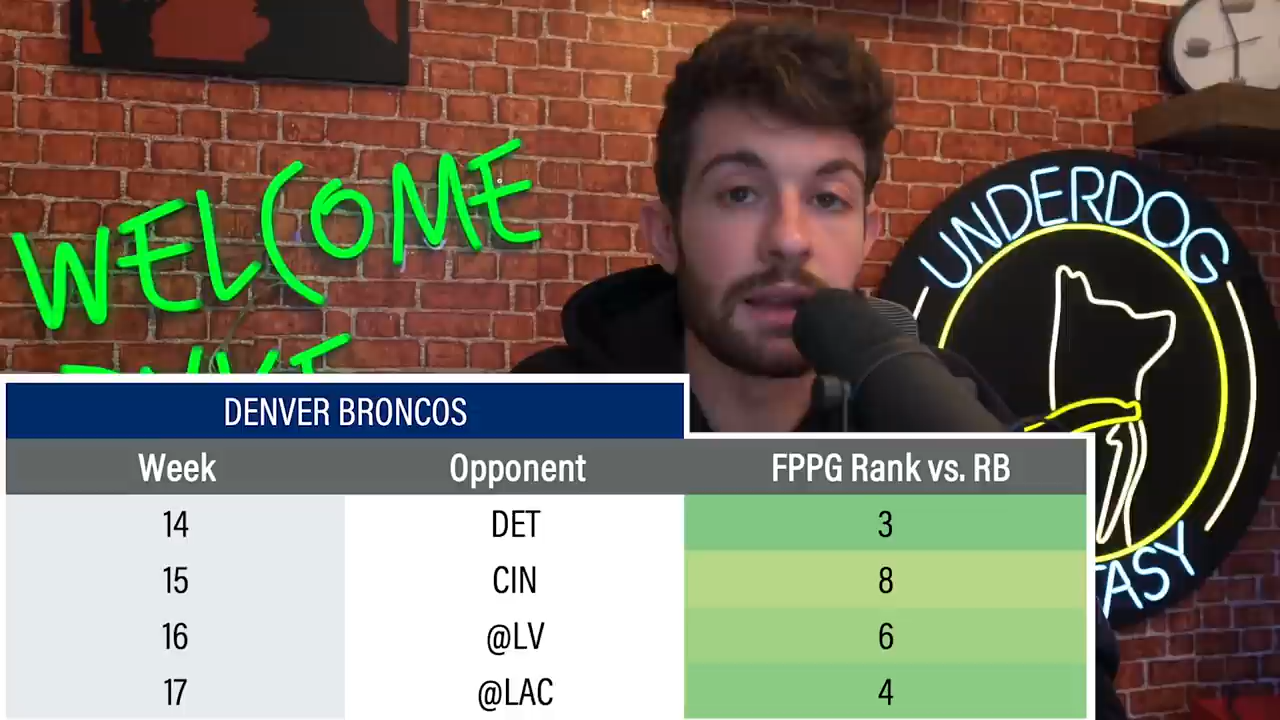 WELCOME
UNDERDOG
DENVER BRONCOS
Week Opponent FPPG Rank vs. RB
14 DET 3
15 CIN 8
16 @LV 6
17 @LAC 4